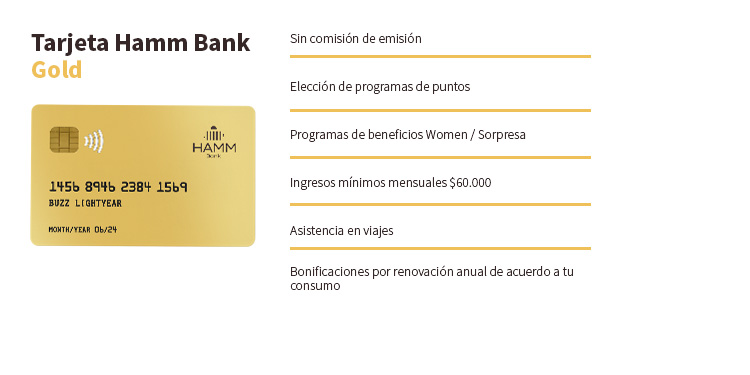 Tarjeta Hamm Bank
Gold
HAMM
Bank
1456 8946 2384 1569
BUZZ LIGHTYEAR
MONTH/YEAR 06/24
Sin comisión de emisión
Elección de programas de puntos
Programas de beneficios Women / Sorpresa
Ingresos mínimos mensuales $60.000
Asistencia en viajes
Bonificaciones por renovación anual de acuerdo a tu
consumo